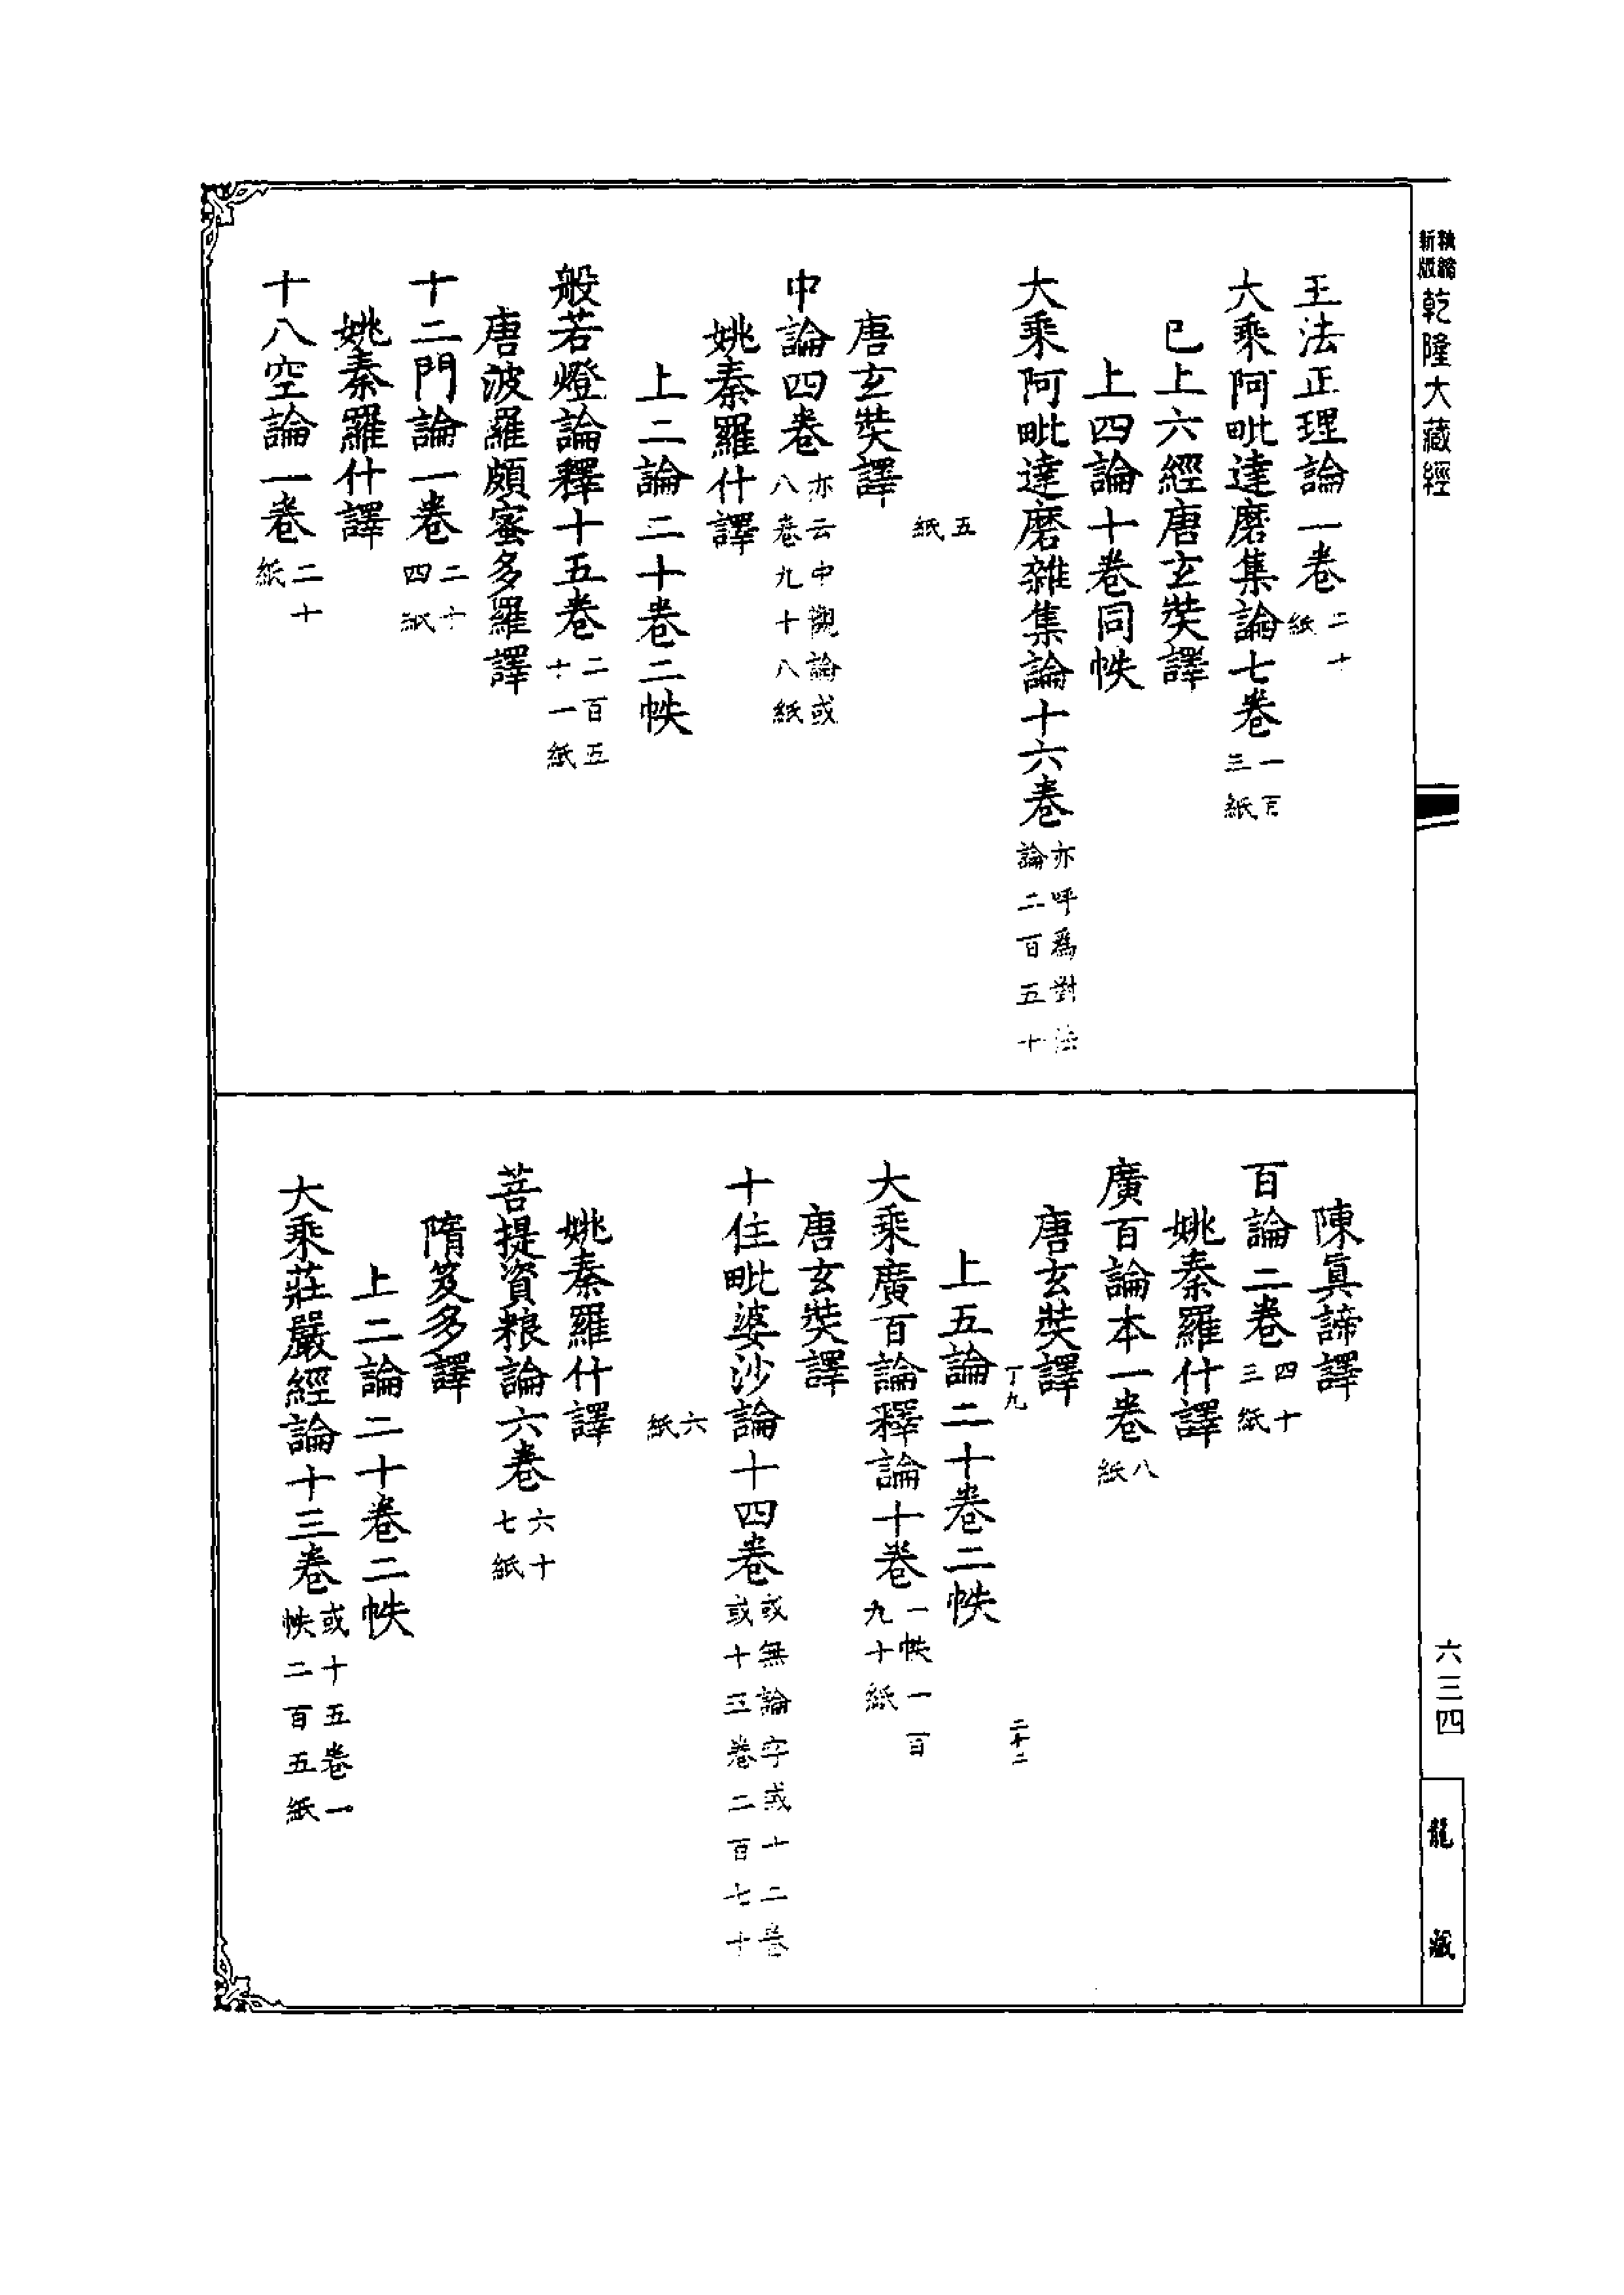 新版 乾隆大藏經
王法正理論一卷二十紙
大乘阿毗達磨集論七卷一百三紙
已上六經唐玄奘譯
上四論十卷同帙
大乘阿毗達磨雜集論十六卷亦呼爲對法論二百五十
五紙
唐玄奘譯
中論四卷亦云中觀論或八卷九十八紙
姚秦羅什譯
上二論二十卷二帙
般若燈論釋十五卷二百五十一紙
唐波羅頗蜜多羅譯
十二門論一卷二十四紙
姚秦羅什譯
十八空論一卷二十紙
陳真諦譯
百論二卷四十三紙
姚秦羅什譯
廣百論本一卷八紙
唐玄奘譯
丁九 二十二
上五論二十卷二帙
大乘廣百論釋論十卷一帙一百九十紙
唐玄奘譯
十住毗婆沙論十四卷或無論字或十二卷或十五卷二百七十
六紙
姚秦羅什譯
菩提資粮論六卷六十七紙
隋笈多譯
上二論二十卷二帙
大乘莊嚴經論十三卷或十五卷一帙二百五紙
六三四
龍藏